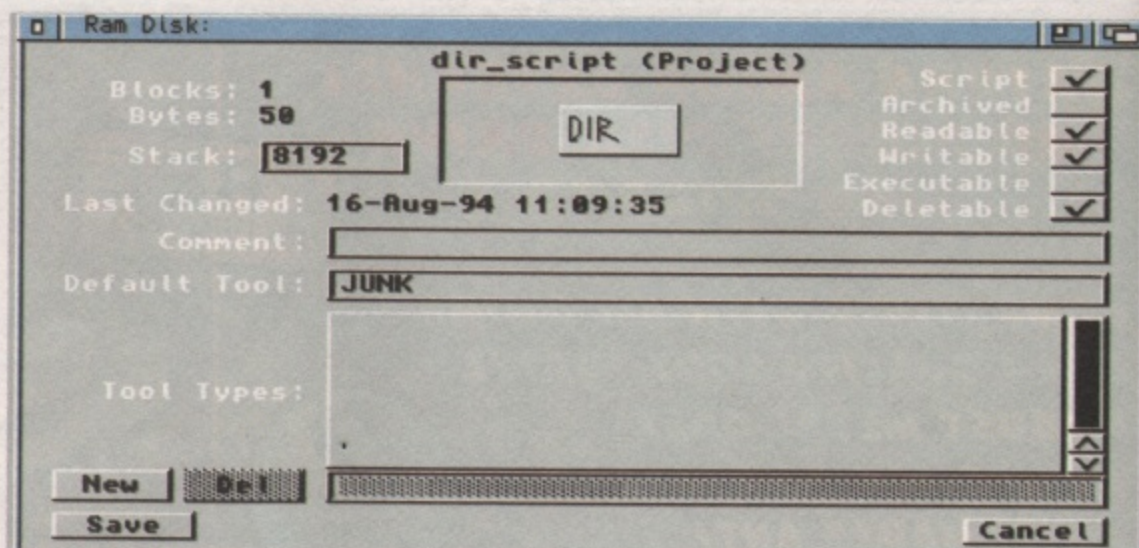 Ram Disk:
dir_script (Project)
Blocks: 1
Bytes: 50
Stack: 8192
DIR
Script
Archived
Readable
Writable
Executable
Deletable
Last Changed: 16-Aug-94 11:09:35
Comment:
Default Tool: JUNK
Tool Types:
New Del
Save Cancel